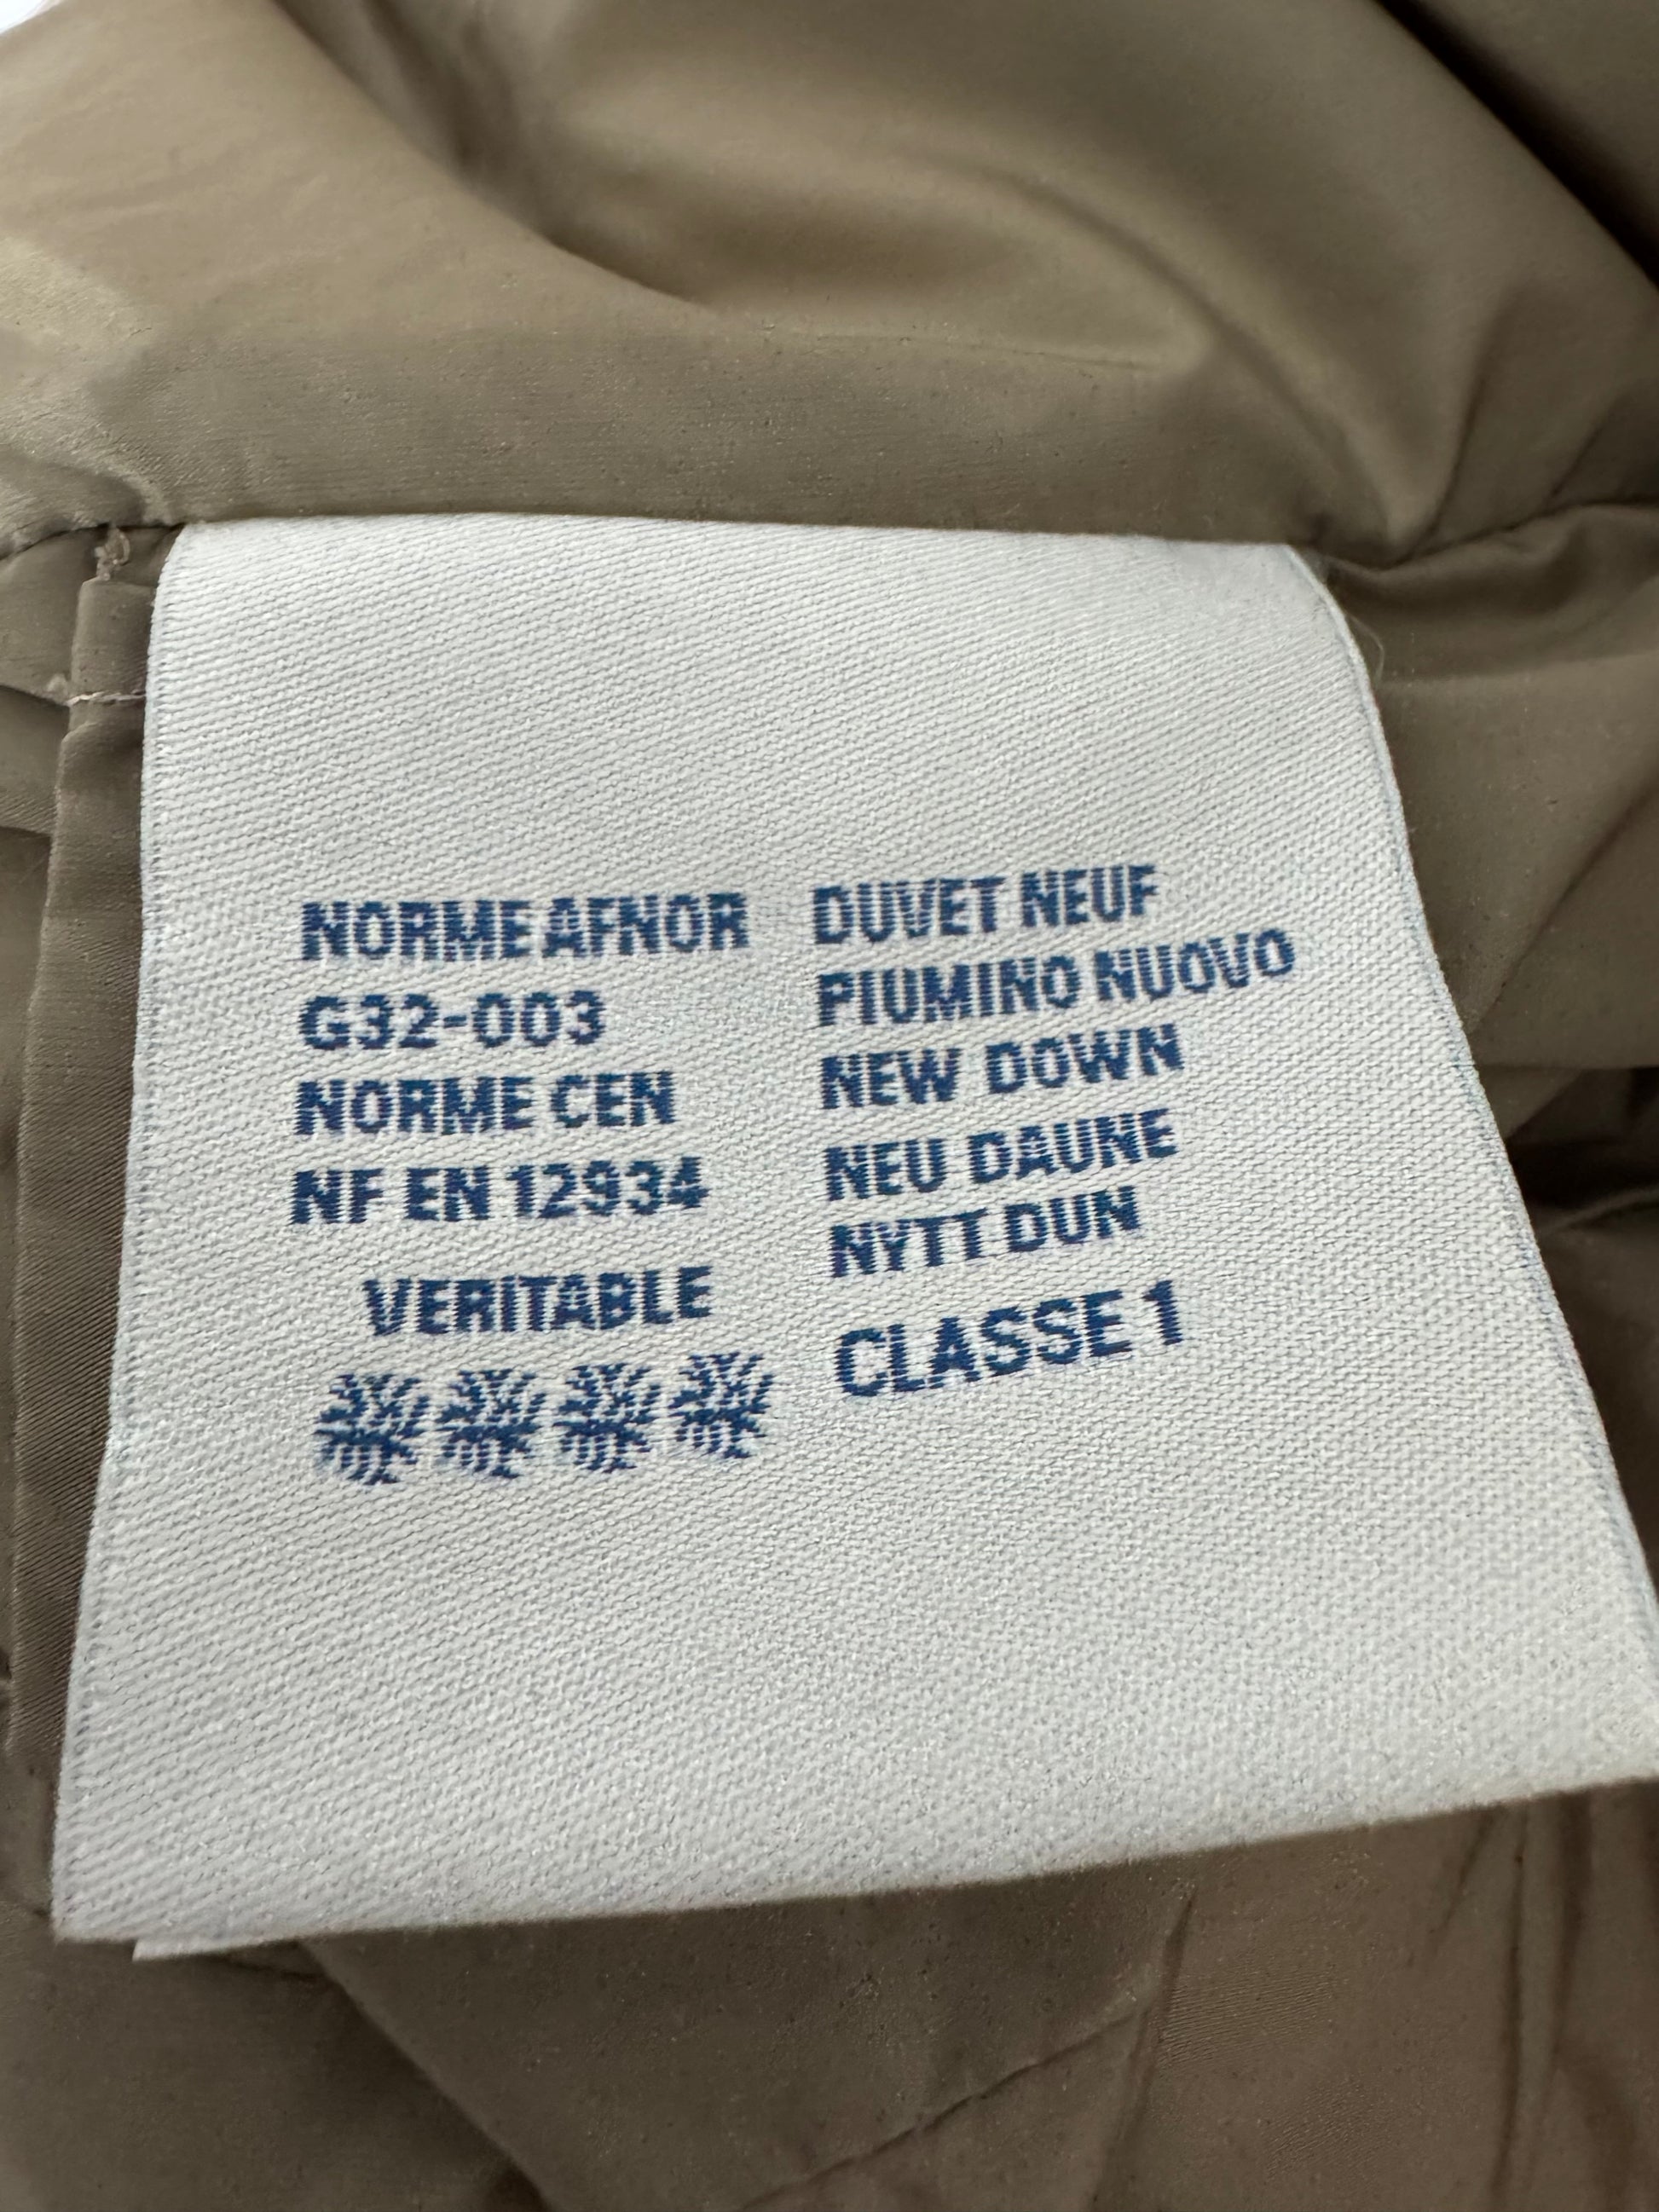 NORME AFNOR
G32-003
NORME CEN
NF EN 12934
VERITABLE
DUVET NEUF
PIUMINO NUOVO
NEW DOWN
NEU DAUNE
NYTT DUN
CLASSE 1